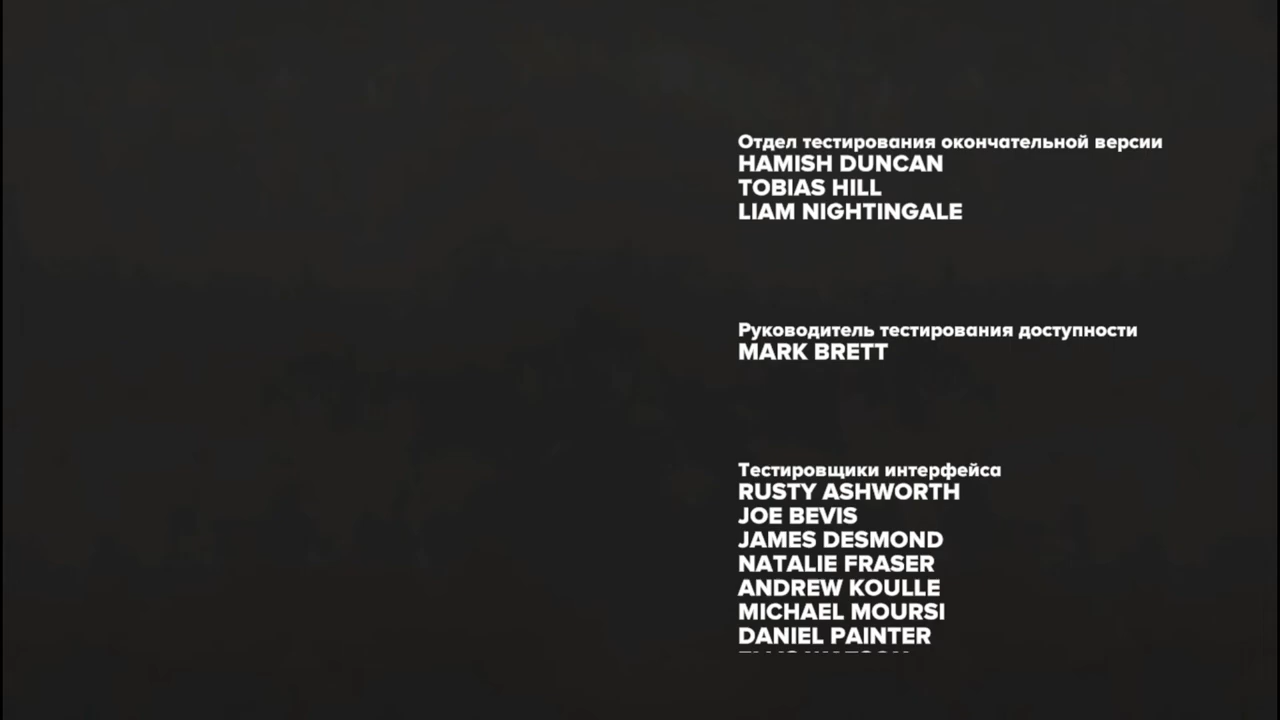 Отдел тестирования окончательной версии
HAMISH DUNCAN
TOBIAS HILL
LIAM NIGHTINGALE
Руководитель тестирования доступности
MARK BRETT
Тестировщики интерфейса
RUSTY ASHWORTH
JOE BEVIS
JAMES DESMOND
NATALIE FRASER
ANDREW KOULLE
MICHAEL MOURSI
DANIEL PAINTER